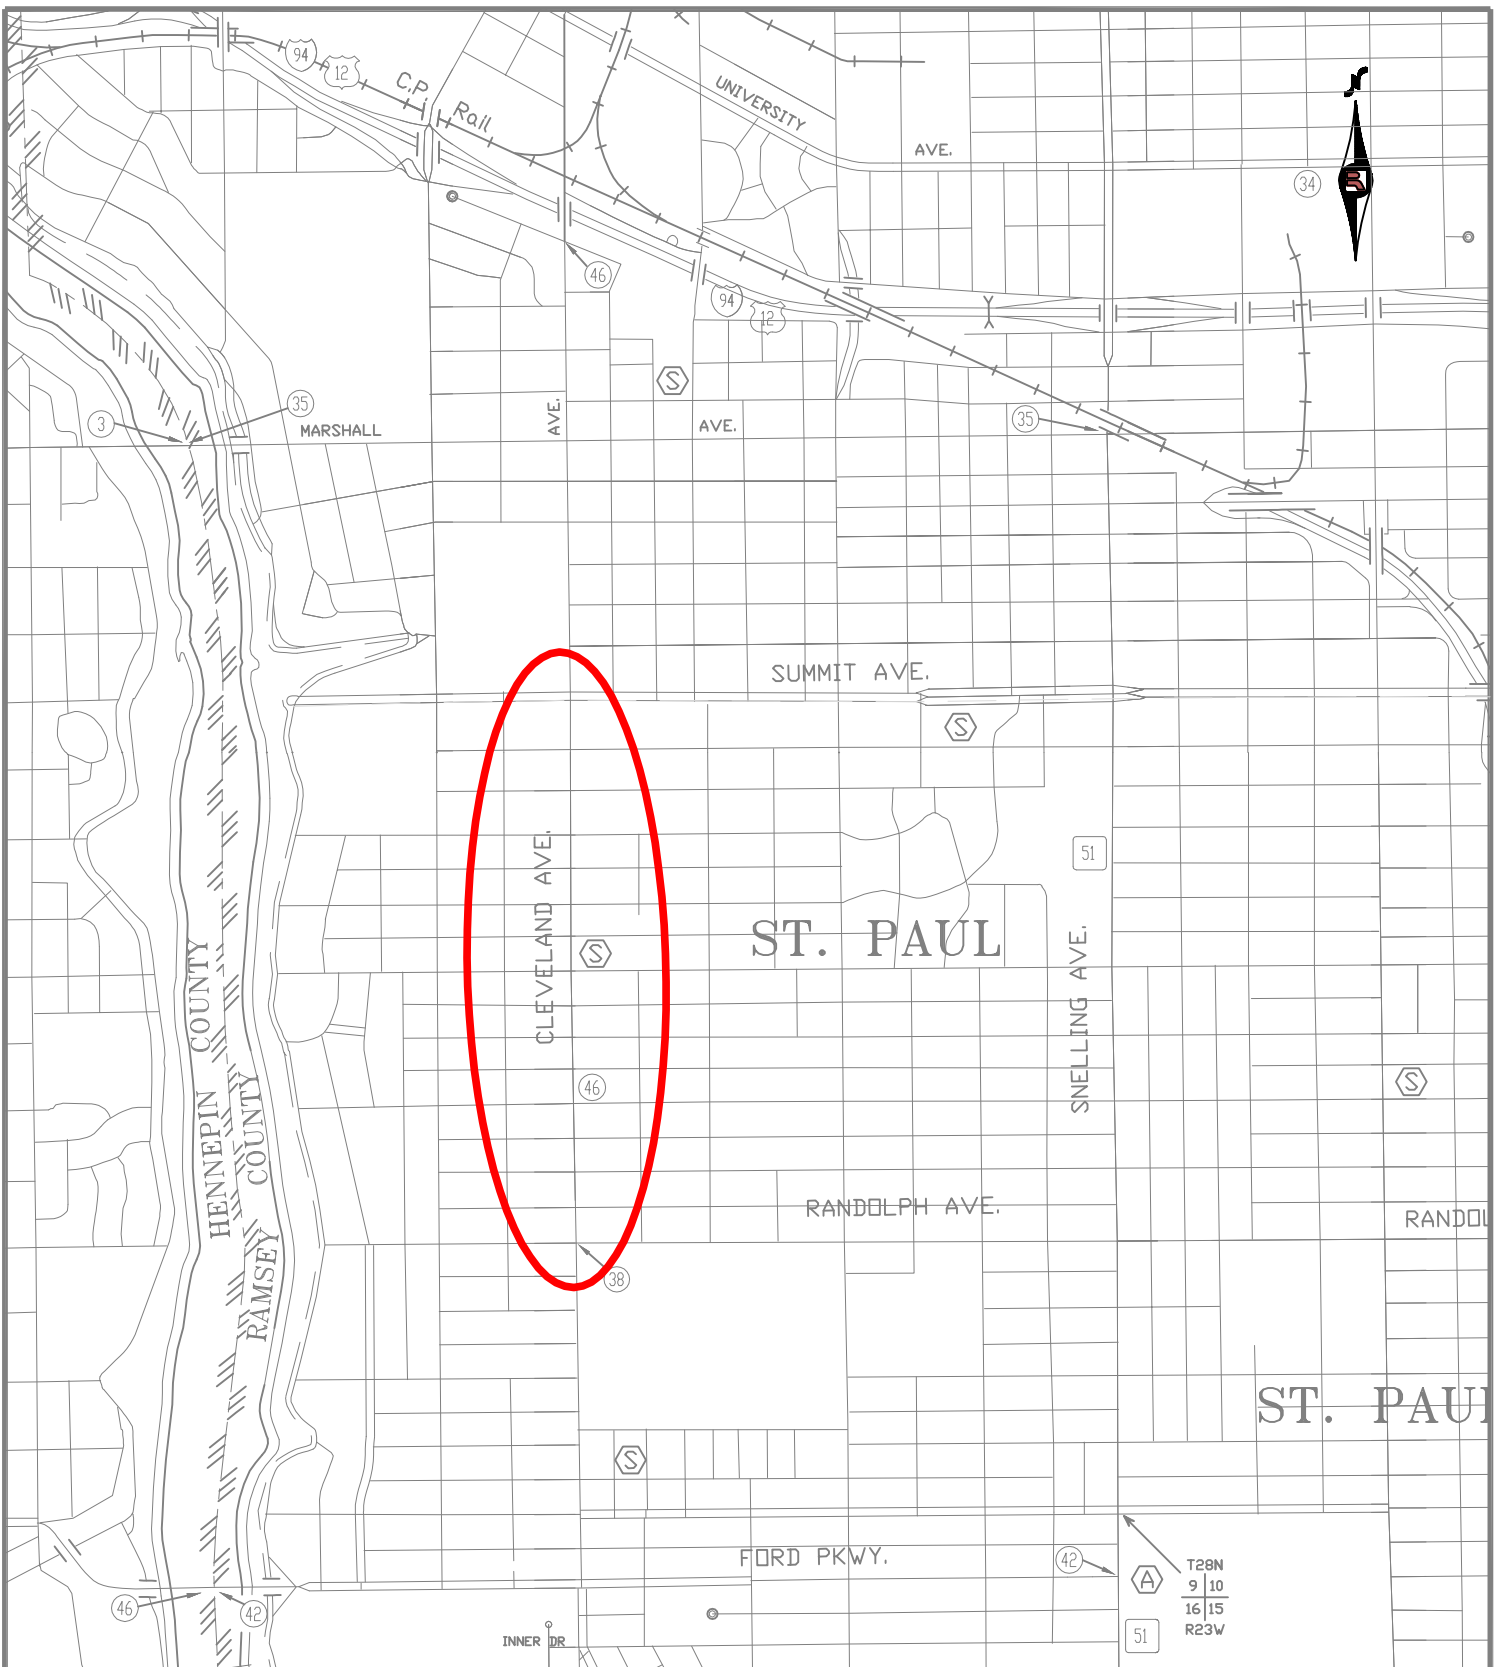 94
12
C.P. Rail
UNIVERSITY
AVE.
34
46
94
12
35
3
MARSHALL
AVE.
AVE.
35
S
SUMMIT AVE.
S
51
CLEVELAND AVE.
ST. PAUL
S
SNELLING AVE.
HENNEPIN COUNTY
RAMSEY COUNTY
46
S
RANDOLPH AVE.
RANDOL
38
ST. PAUL
S
FORD PKWY.
42
A
T28N
9 10
16 15
R23W
46
42
51
INNER DR